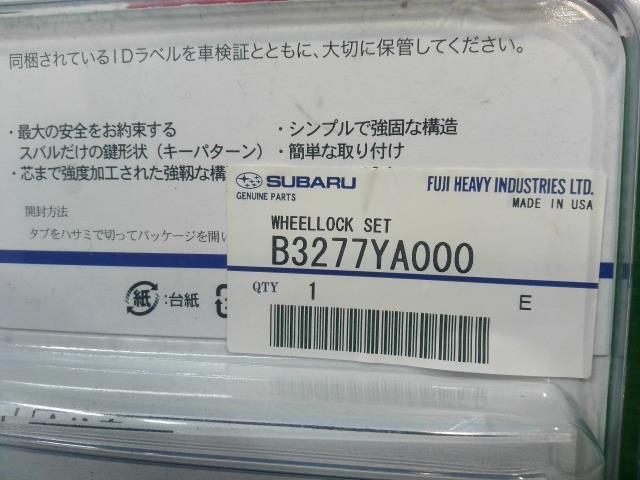 同梱されているIDラベルを車検証とともに、大切に保管してください。
・最大の安全をお約束する
スバルだけの鍵形状（キーパターン）
・シンプルで強固な構造
・簡単な取り付け
・芯まで強度加工された強靱な構
開封方法
タブをハサミで切ってパッケージを開い
紙：台紙
SUBARU
GENUINE PARTS
FUJI HEAVY INDUSTRIES LTD.
MADE IN USA
WHEELLOCK SET
B3277YA000
QTY 1
E